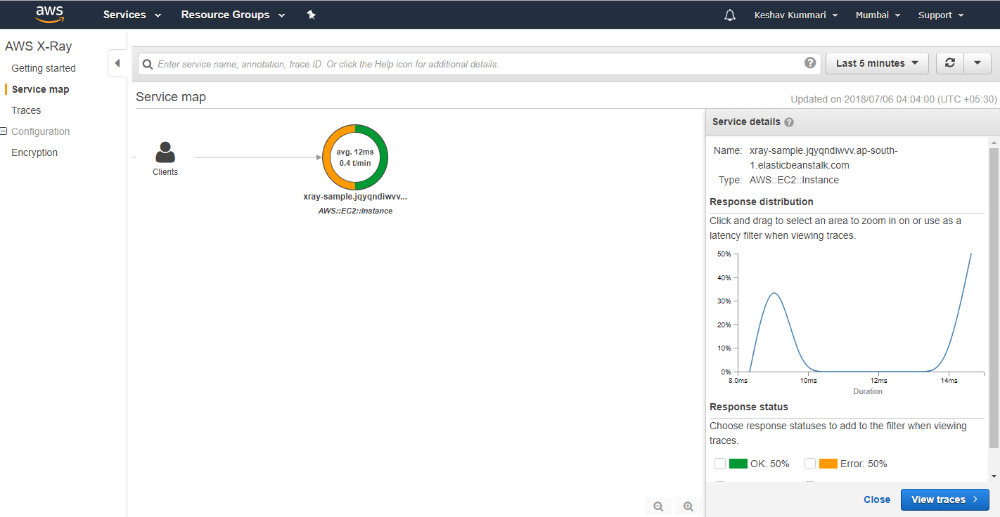 aws Services Resource Groups Keshav Kummari Mumbai Support
AWS X-Ray
Getting started
Service map
Traces
Configuration
Encryption
Enter service name, annotation, trace ID. Or click the Help icon for additional details. ? Last 5 minutes
Service map
Updated on 2018/07/06 04:04:00 (UTC +05:30)
Clients
avg. 12ms
0.4 t/min
xray-sample.jqyqndiwvv...
AWS::EC2::Instance
Service details ?
Name: xray-sample.jqyqndiwvv.ap-south-
1.elasticbeanstalk.com
Type: AWS::EC2::Instance
Response distribution
Click and drag to select an area to zoom in on or use as a
latency filter when viewing traces.
50%
40%
30%
20%
10%
0%
8.0ms 10ms 12ms 14ms
Duration
Response status
Choose response statuses to add to the filter when viewing
traces.
OK: 50% Error: 50%
Close View traces